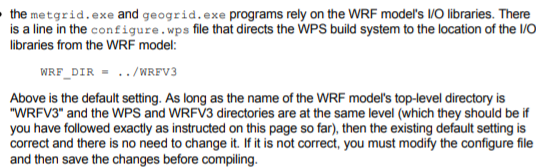 • the metgrid.exe and geogrid.exe programs rely on the WRF model's I/O libraries. There
is a line in the configure.wps file that directs the WPS build system to the location of the I/O
libraries from the WRF model:
WRF_DIR = ../WRFV3
Above is the default setting. As long as the name of the WRF model's top-level directory is
"WRFV3" and the WPS and WRFV3 directories are at the same level (which they should be if
you have followed exactly as instructed on this page so far), then the existing default setting is
correct and there is no need to change it. If it is not correct, you must modify the configure file
and then save the changes before compiling.